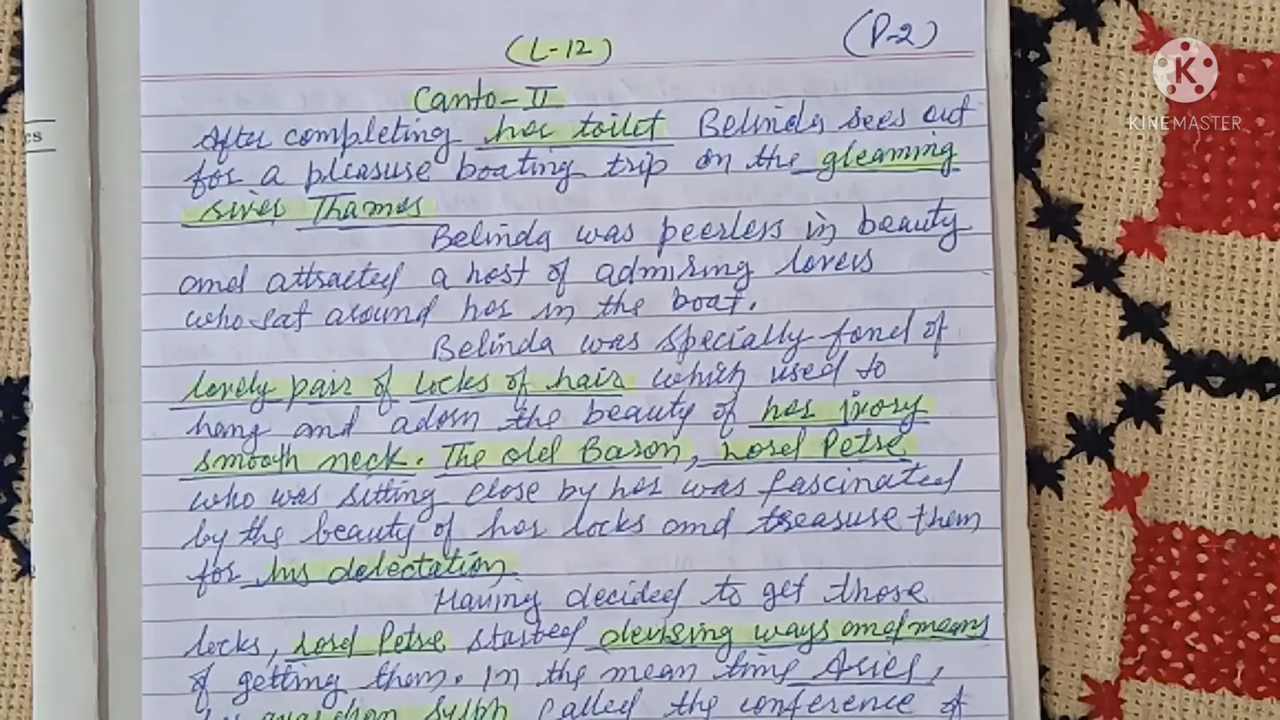 (L-12)
(P-2)
Canto-II
After completing her toilet Belinda sees out
for a pleasure boating trip on the gleaming
river Thames
Belinda was peerless in beauty
and attracted a host of admiring lovers
who sat around her in the boat.
Belinda was specially fond of
lovely pair of locks of hair which used to
hang and adorn the beauty of her ivory
smooth neck. The old Baron, Lord Petre
who was sitting close by her was fascinated
by the beauty of her locks and treasure them
for his delectation
Having decided to get those
locks, Lord Petre started devising ways and means
of getting them. In the mean time Ariel,
guardian Sylph called the conference of
K
KINEMASTER
cs